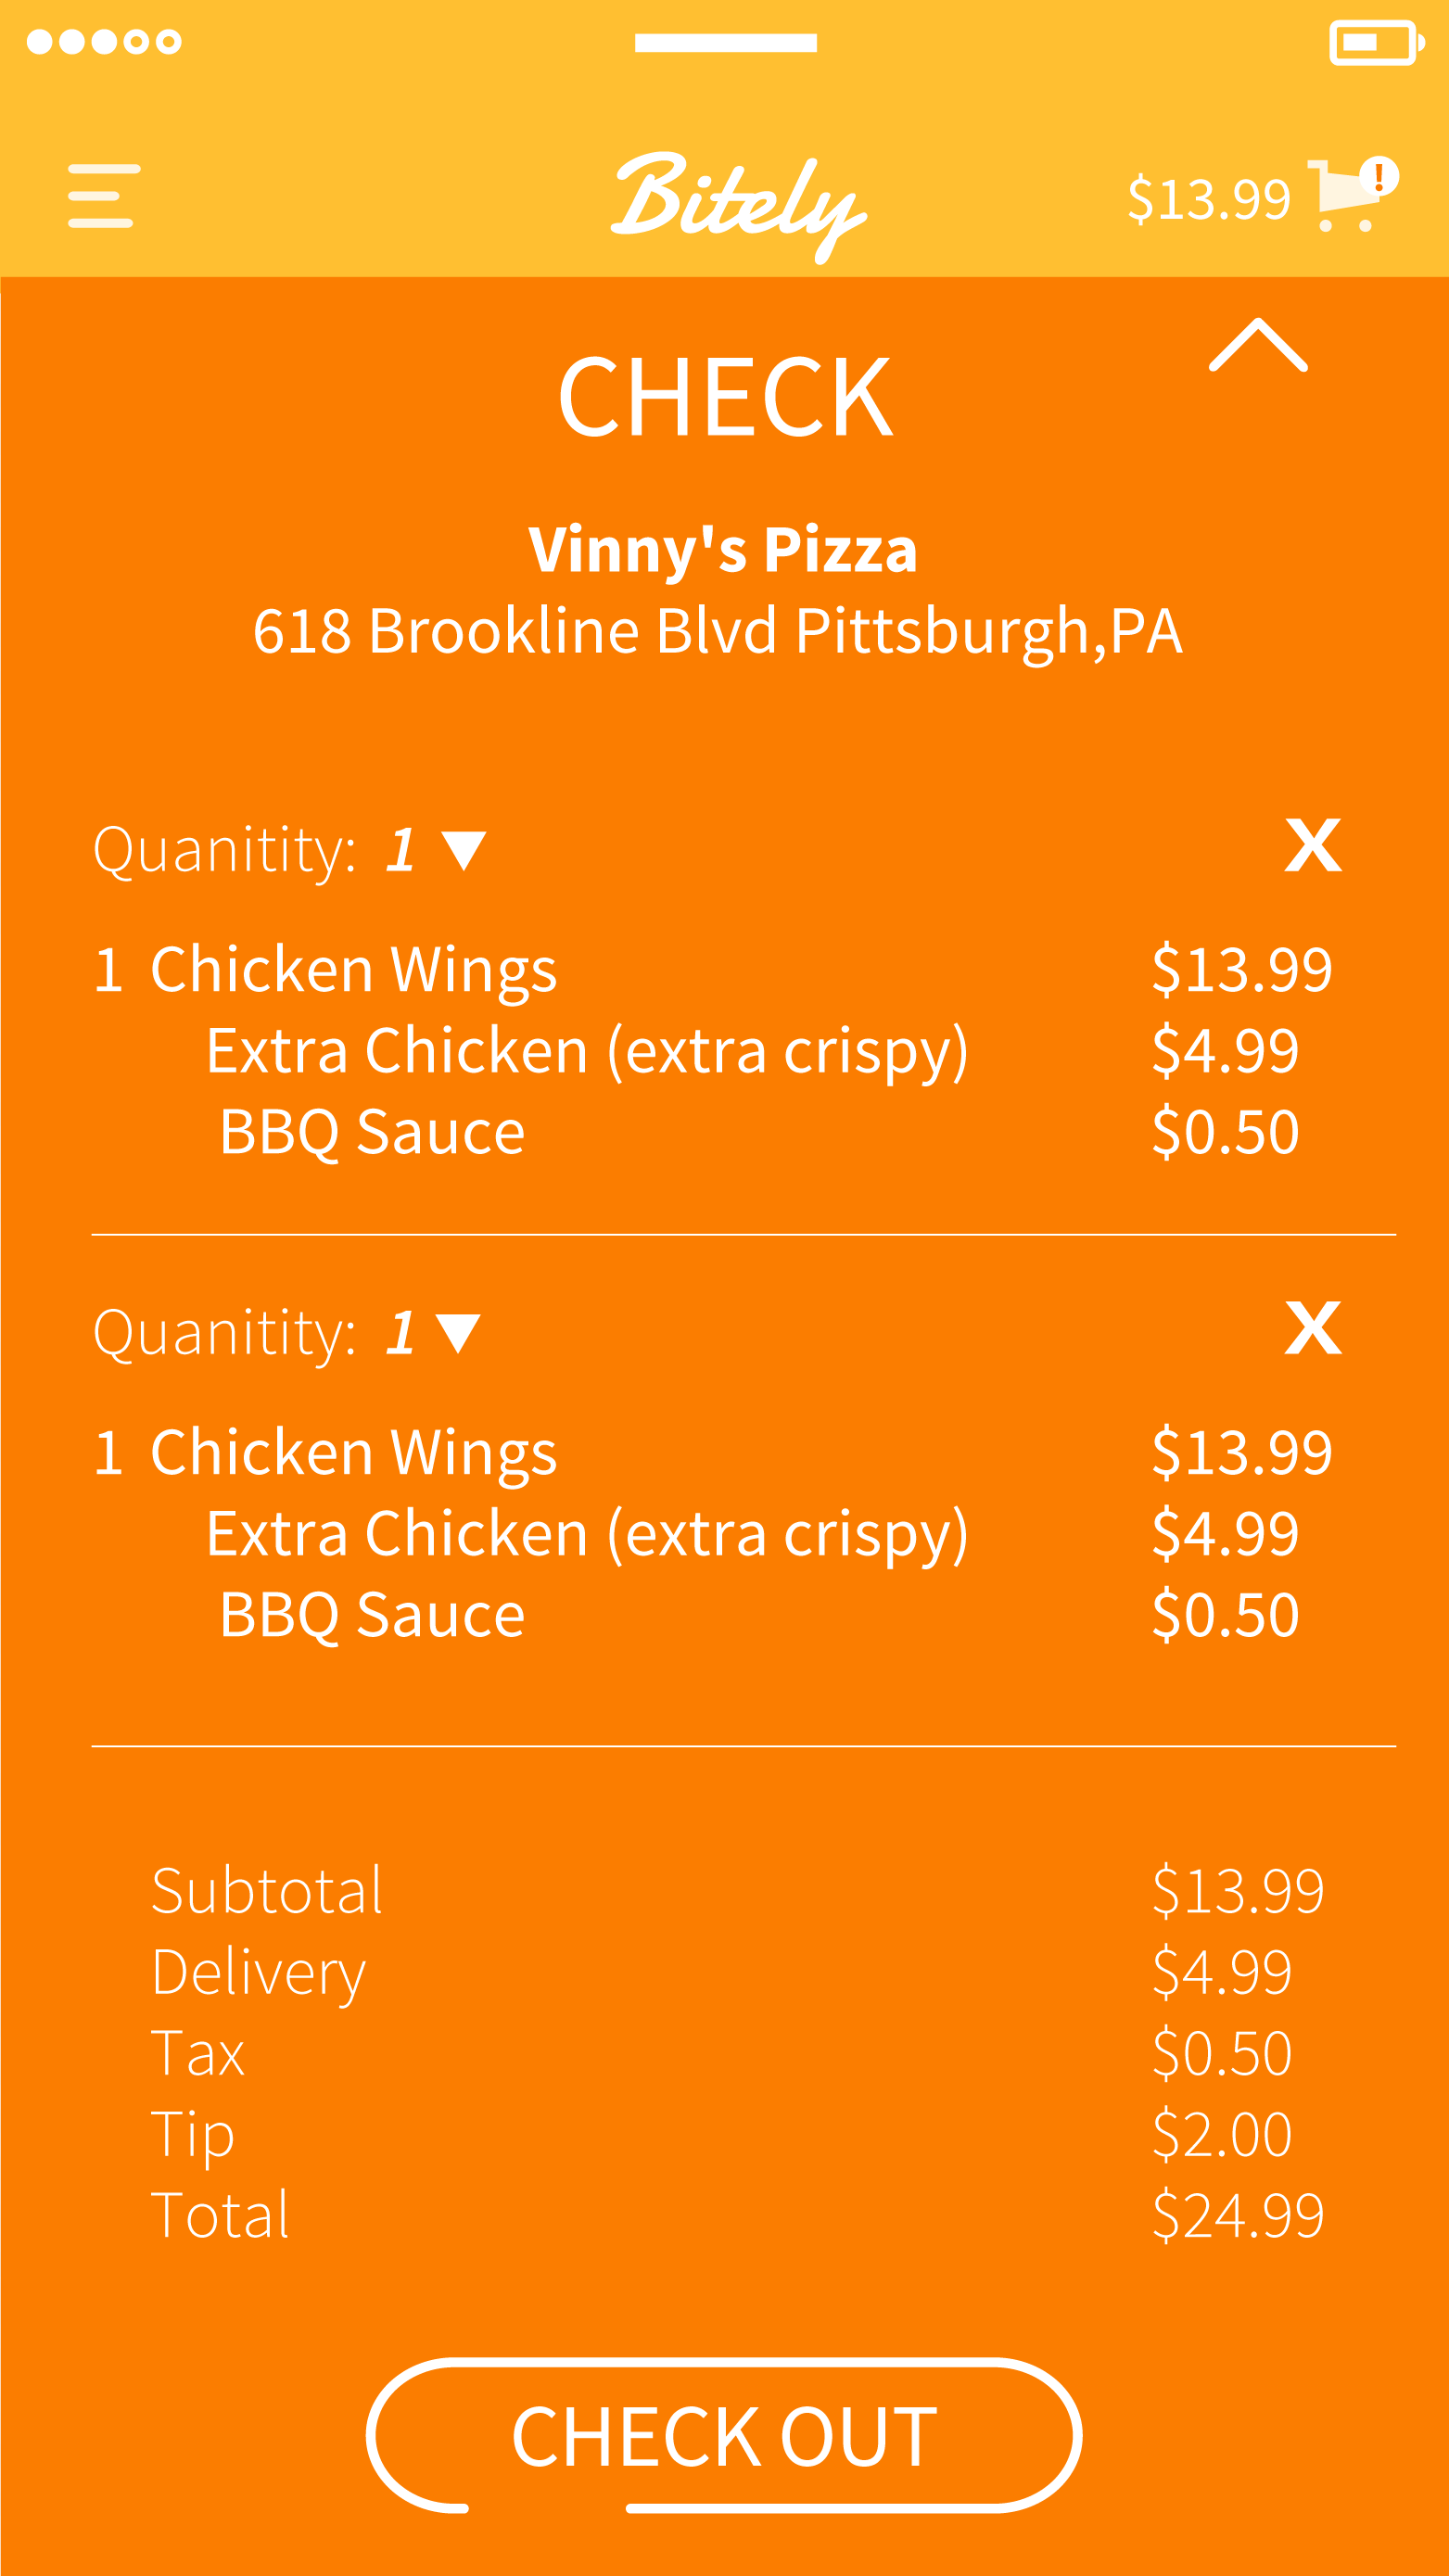 Bitely
$13.99 !
CHECK
Vinny's Pizza
618 Brookline Blvd Pittsburgh,PA
Quanitity: 1 X
1 Chicken Wings $13.99
Extra Chicken (extra crispy) $4.99
BBQ Sauce $0.50
Quanitity: 1 X
1 Chicken Wings $13.99
Extra Chicken (extra crispy) $4.99
BBQ Sauce $0.50
Subtotal $13.99
Delivery $4.99
Tax $0.50
Tip $2.00
Total $24.99
CHECK OUT